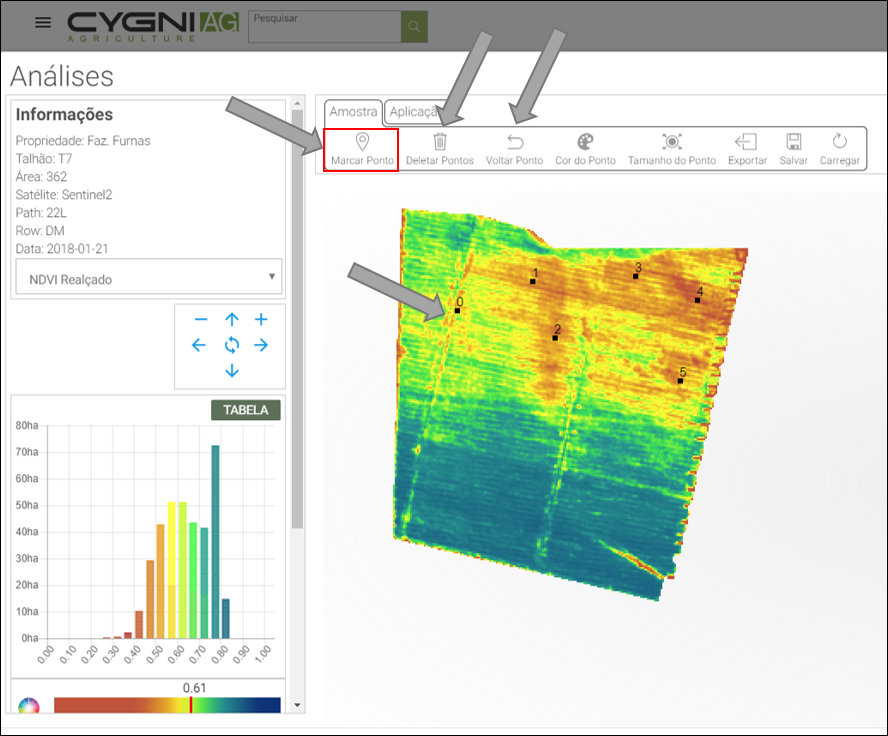 CYGNI AG
AGRICULTURE
Pesquisar
Análises
Informações
Propriedade: Faz. Furnas
Talhão: T7
Área: 362
Satélite: Sentinel2
Path: 22L
Row: DM
Data: 2018-01-21
NDVI Realçado
Amostra
Aplicaçã
Marcar Ponto
Deletar Pontos
Voltar Ponto
Cor do Ponto
Tamanho do Ponto
Exportar
Salvar
Carregar
0
1
2
3
4
5
TABELA
80ha
70ha
60ha
50ha
40ha
30ha
20ha
10ha
0ha
0.00 0.10 0.20 0.30 0.40 0.50 0.60 0.70 0.80 0.90 1.00
0.61